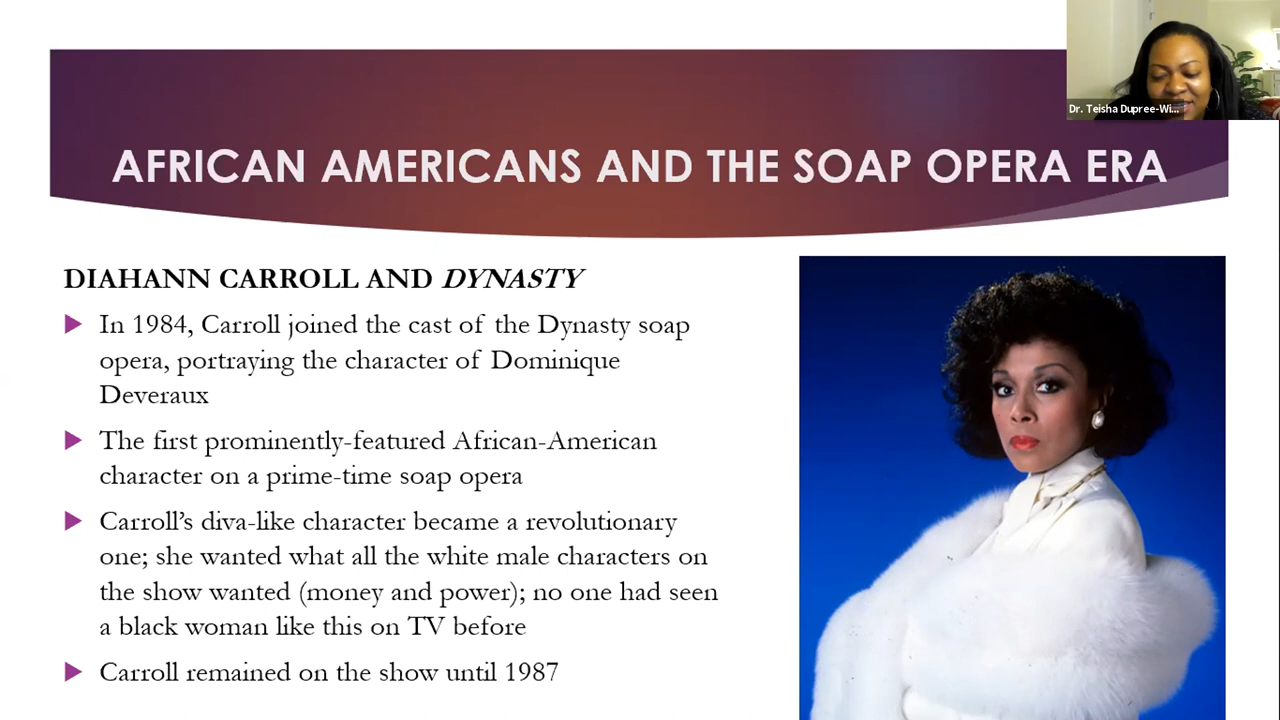 Dr. Teisha Dupree-Wi...
AFRICAN AMERICANS AND THE SOAP OPERA ERA
DIAHANN CARROLL AND DYNASTY
In 1984, Carroll joined the cast of the Dynasty soap
opera, portraying the character of Dominique
Deveraux
The first prominently-featured African-American
character on a prime-time soap opera
Carroll’s diva-like character became a revolutionary
one; she wanted what all the white male characters on
the show wanted (money and power); no one had seen
a black woman like this on TV before
Carroll remained on the show until 1987